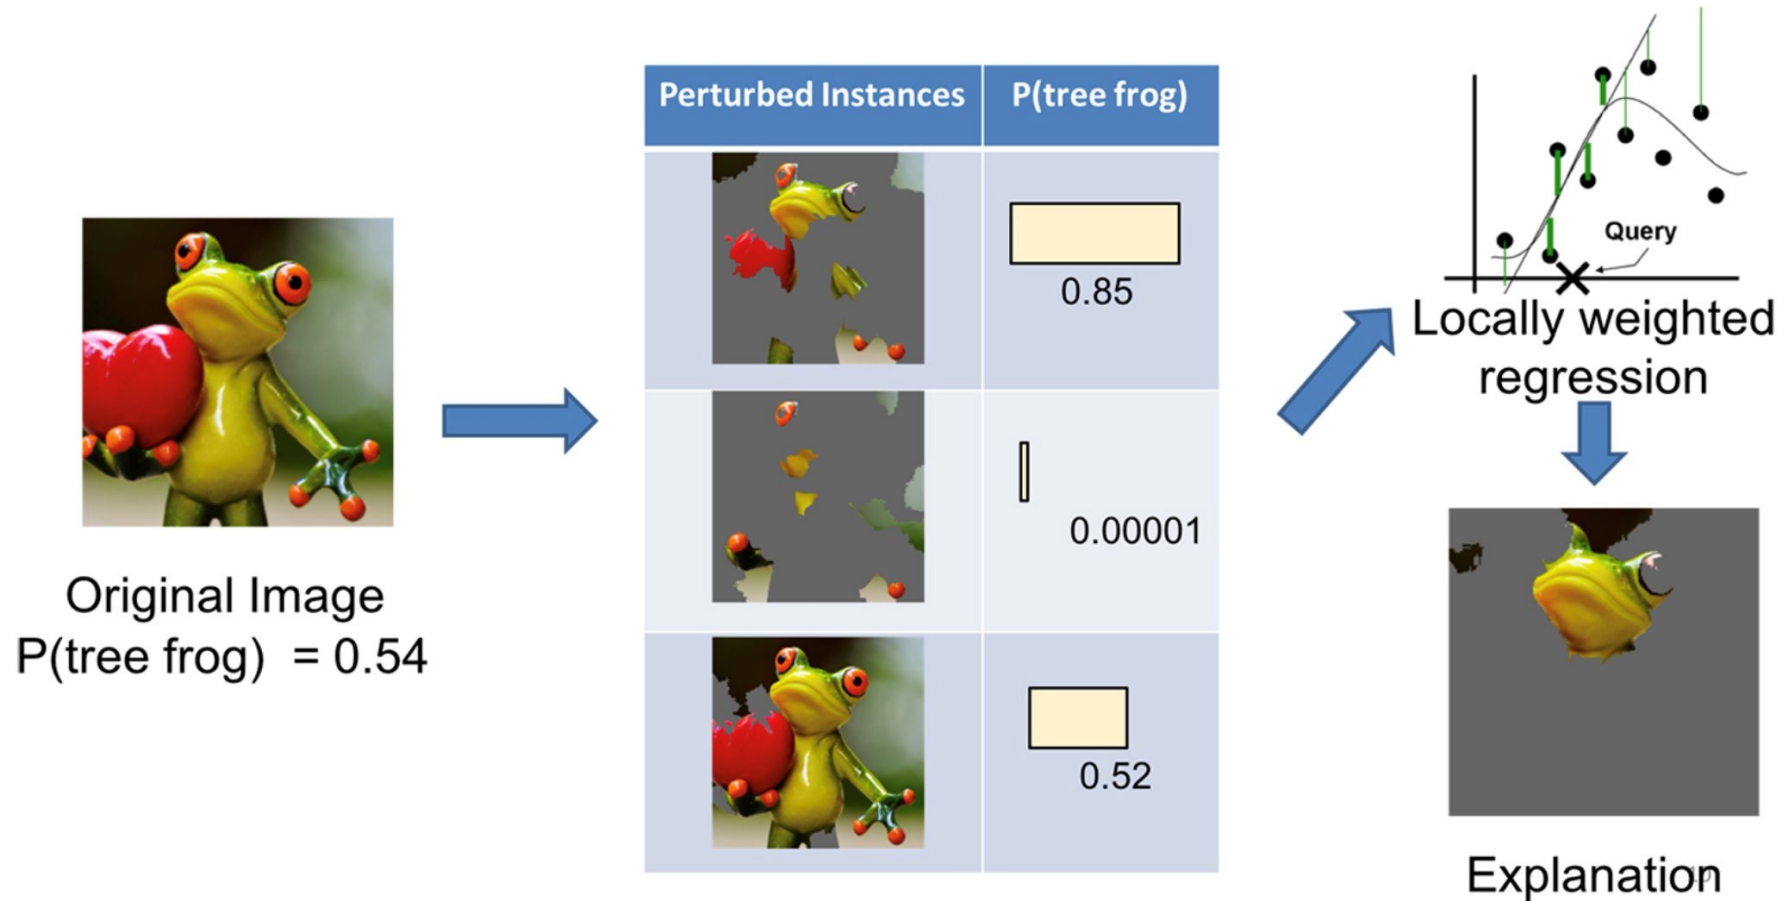 Original Image
P(tree frog) = 0.54
Perturbed Instances
P(tree frog)
0.85
0.00001
0.52
Query
Locally weighted
regression
Explanation